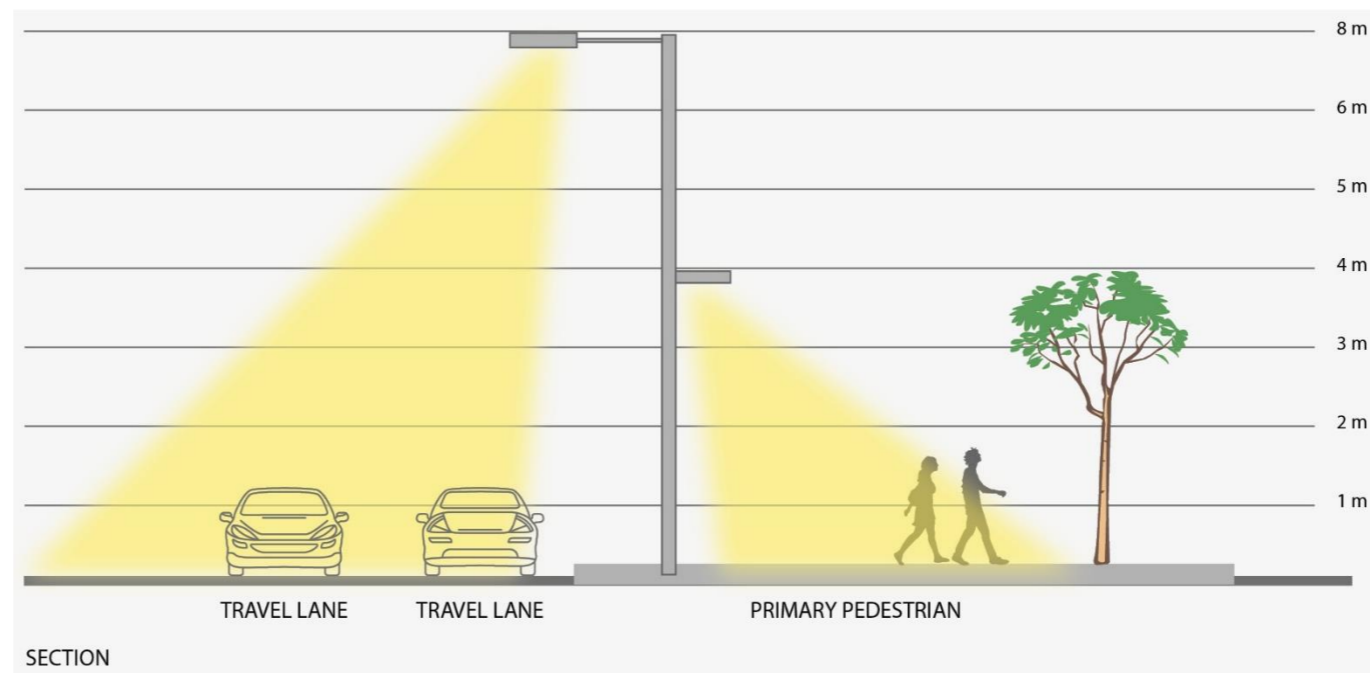 8 m
6 m
5 m
4 m
3 m
2 m
1 m
TRAVEL LANE TRAVEL LANE PRIMARY PEDESTRIAN
SECTION